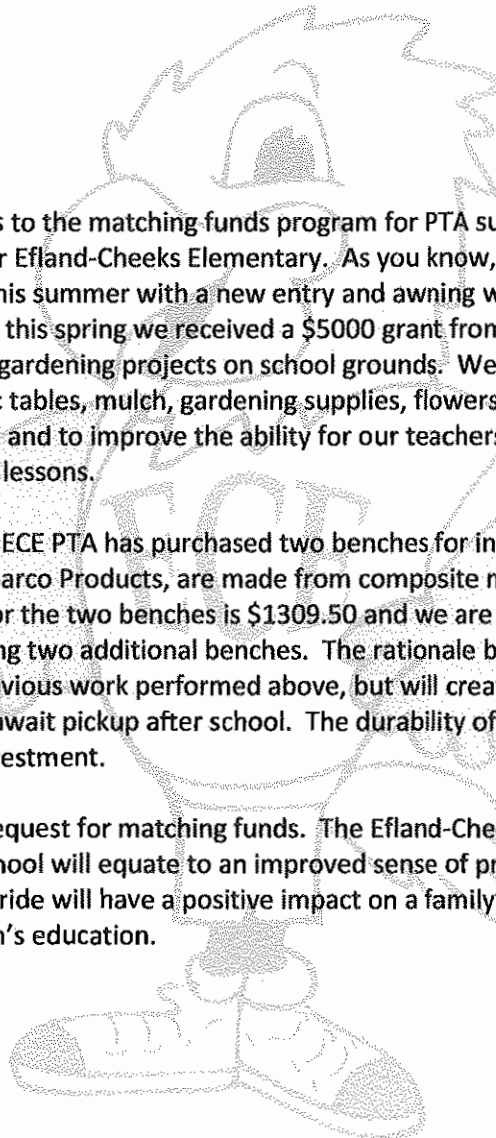 s to the matching funds program for PTA su
r Efland-Cheeks Elementary. As you know,
his summer with a new entry and awning w
this spring we received a $5000 grant from
gardening projects on school grounds. We
tables, mulch, gardening supplies, flowers
and to improve the ability for our teachers
lessons.
ECE PTA has purchased two benches for in
arco Products, are made from composite m
or the two benches is $1309.50 and we are
ng two additional benches. The rationale b
vious work performed above, but will creat
await pickup after school. The durability of
estment.
equest for matching funds. The Efland-Chee
hool will equate to an improved sense of pr
ride will have a positive impact on a family'
n's education.
ECE